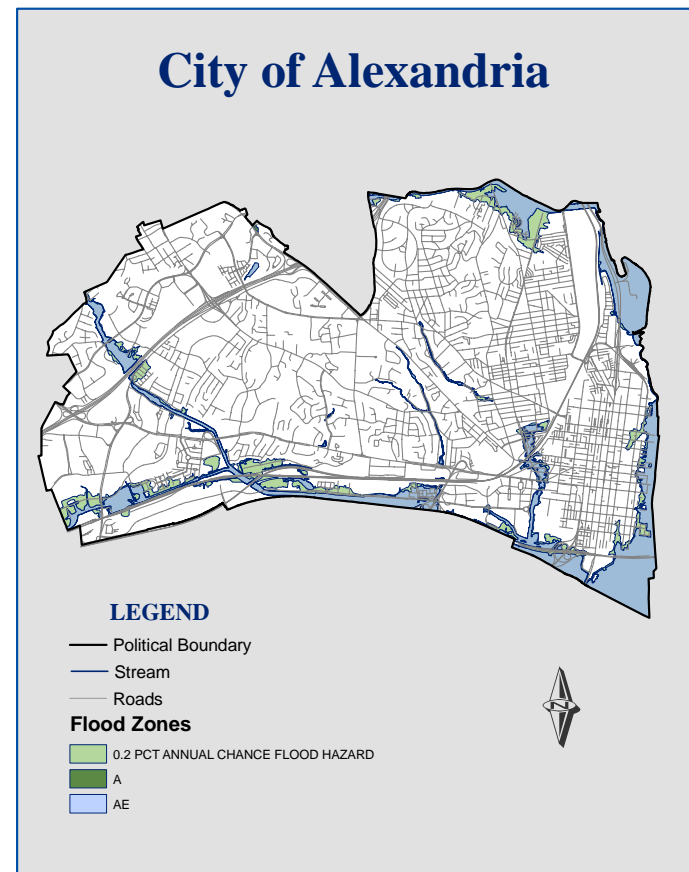 City of Alexandria
LEGEND
Political Boundary
Stream
Roads
Flood Zones
0.2 PCT ANNUAL CHANCE FLOOD HAZARD
A
AE
N